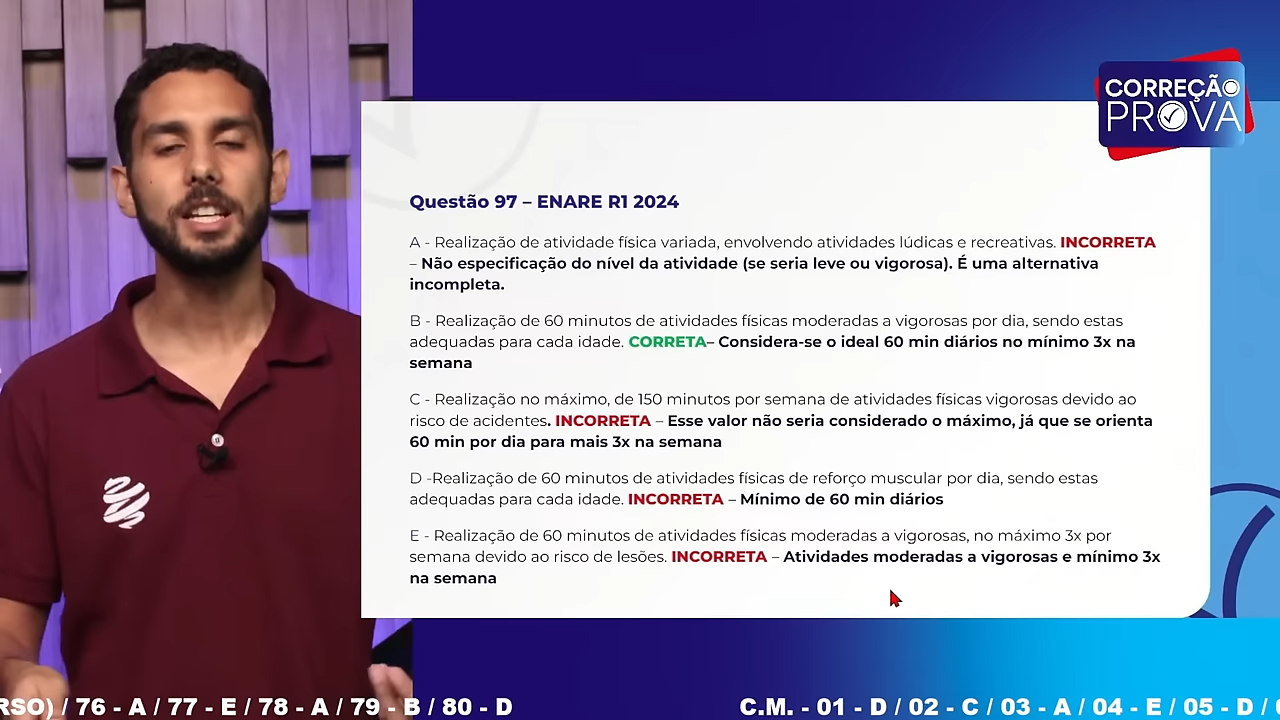 CORREÇÃO
PROVA
Questão 97 – ENARE R1 2024
A - Realização de atividade física variada, envolvendo atividades lúdicas e recreativas. INCORRETA
– Não especificação do nível da atividade (se seria leve ou vigorosa). É uma alternativa
incompleta.
B - Realização de 60 minutos de atividades físicas moderadas a vigorosas por dia, sendo estas
adequadas para cada idade. CORRETA– Considera-se o ideal 60 min diários no mínimo 3x na
semana
C - Realização no máximo, de 150 minutos por semana de atividades físicas vigorosas devido ao
risco de acidentes. INCORRETA – Esse valor não seria considerado o máximo, já que se orienta
60 min por dia para mais 3x na semana
D -Realização de 60 minutos de atividades físicas de reforço muscular por dia, sendo estas
adequadas para cada idade. INCORRETA – Mínimo de 60 min diários
E - Realização de 60 minutos de atividades físicas moderadas a vigorosas, no máximo 3x por
semana devido ao risco de lesões. INCORRETA – Atividades moderadas a vigorosas e mínimo 3x
na semana
RSO) / 76 - A / 77 - E / 78 - A / 79 - B / 80 - D C.M. - 01 - D / 02 - C / 03 - A / 04 - E / 05 - D /